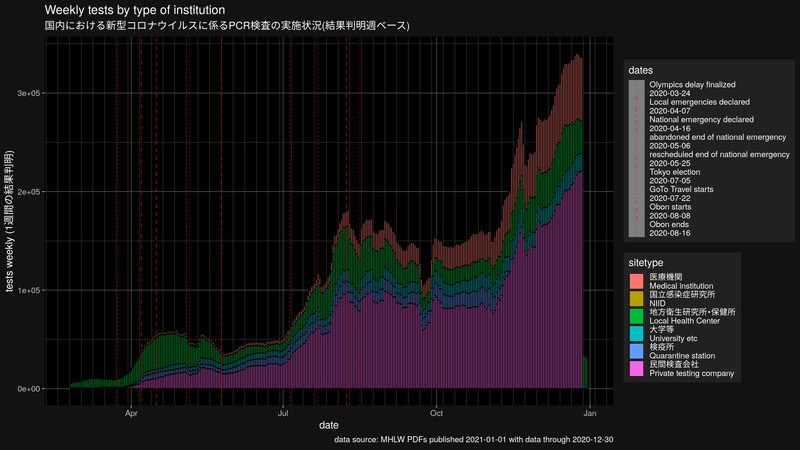 Weekly tests by type of institution
国内における新型コロナウイルスに係るPCR検査の実施状況(結果判明週ベース)
tests weekly (1週間の結果判明)
3e+05
2e+05
1e+05
0e+00
Apr
Jul
Oct
Jan
date
dates
Olympics delay finalized
2020-03-24
Local emergencies declared
2020-04-07
National emergency declared
2020-04-16
abandoned end of national emergency
2020-05-06
rescheduled end of national emergency
2020-05-25
Tokyo election
2020-07-05
GoTo Travel starts
2020-07-22
Obon starts
2020-08-08
Obon ends
2020-08-16
sitetype
医療機関
Medical institution
国立感染症研究所
NIID
地方衛生研究所・保健所
Local Health Center
大学等
University etc
検疫所
Quarantine station
民間検査会社
Private testing company
data source: MHLW PDFs published 2021-01-01 with data through 2020-12-30